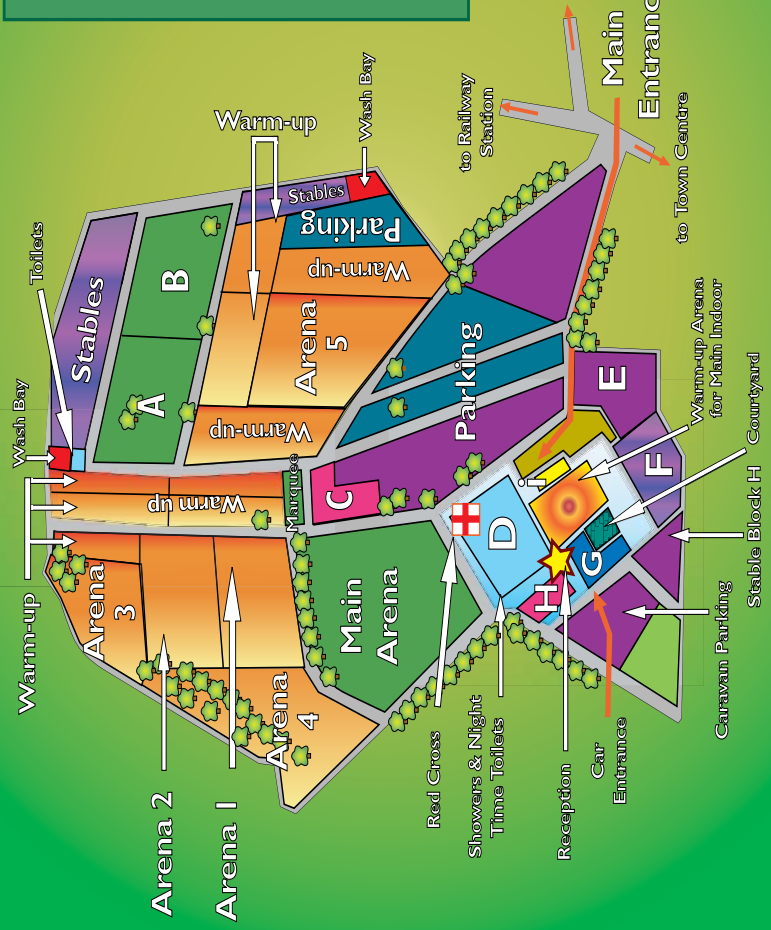 Main
Entranc
to Railway
Station
to Town Centre
Warm-up
Wash Bay
Stables
Parking
Warm-up
Toilets
Stables
B
A
Arena
5
Warm-up
Parking
Wash Bay
Warm up
Marquee
C
E
Warm-up Arena
for Main Indoor
Courtyard
F
i
D
G
H
Stable Block H
Main
Arena
Warm-up
Arena
3
Arena
4
Arena 2
Arena 1
Red Cross
Showers & Night
Time Toilets
Reception
Car
Entrance
Caravan Parking